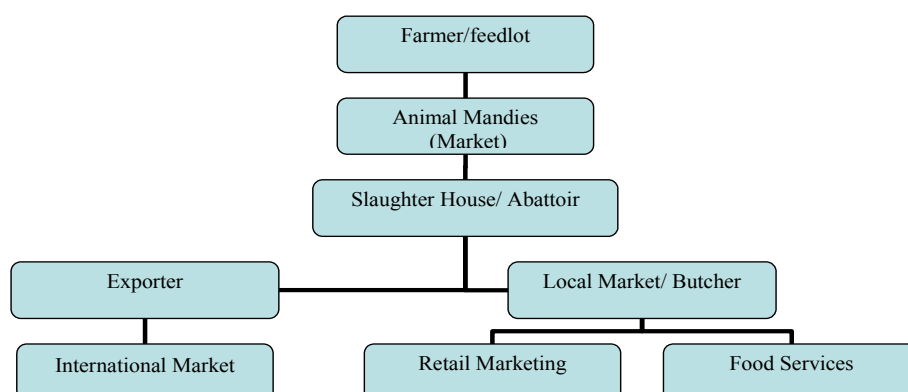 Farmer/feedlot
Animal Mandies
(Market)
Slaughter House/ Abattoir
Exporter
Local Market/ Butcher
International Market
Retail Marketing
Food Services